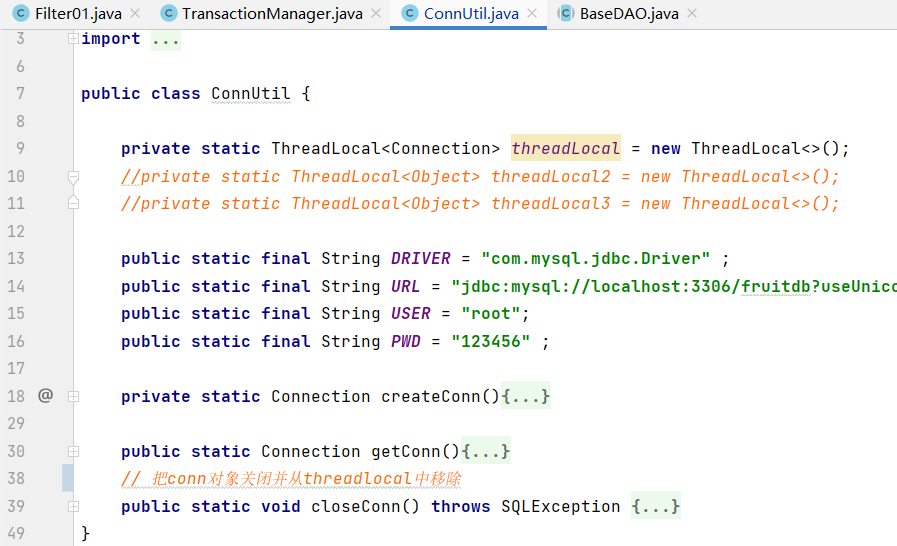 Filter01.java TransactionManager.java ConnUtil.java BaseDAO.java
3 import ...
6
7 public class ConnUtil {
8
9 private static ThreadLocal<Connection> threadLocal = new ThreadLocal<>();
10 //private static ThreadLocal<Object> threadLocal2 = new ThreadLocal<>();
11 //private static ThreadLocal<Object> threadLocal3 = new ThreadLocal<>();
12
13 public static final String DRIVER = "com.mysql.jdbc.Driver" ;
14 public static final String URL = "jdbc:mysql://localhost:3306/fruitdb?useUnico
15 public static final String USER = "root";
16 public static final String PWD = "123456" ;
17
18 @ private static Connection createConn(){...}
29
30 public static Connection getConn(){...}
38 // 把conn对象关闭并从threadlocal中移除
39 public static void closeConn() throws SQLException {...}
49 }